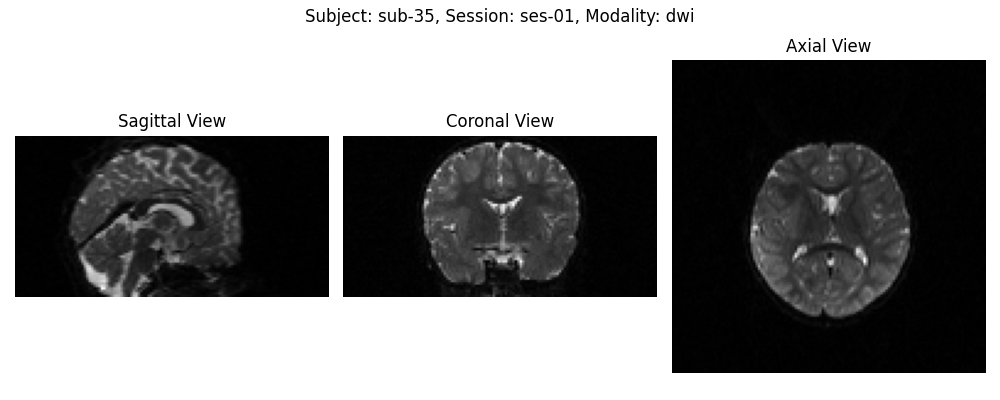 Subject: sub-35, Session: ses-01, Modality: dwi
Axial View
Sagittal View
Coronal View